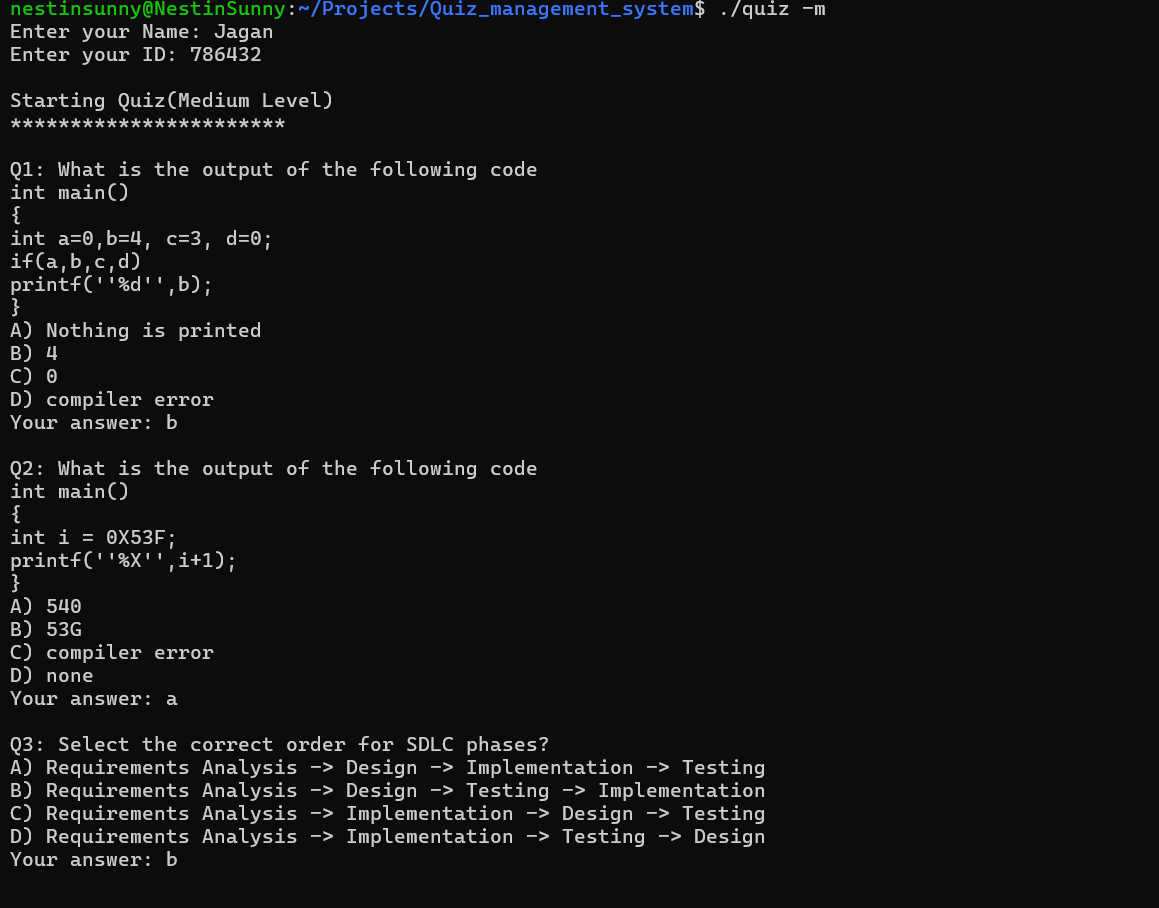 nestinsunny@NestinSunny:~/Projects/Quiz_management_system$ ./quiz -m
Enter your Name: Jagan
Enter your ID: 786432
Starting Quiz(Medium Level)
***********************
Q1: What is the output of the following code
int main()
{
int a=0,b=4, c=3, d=0;
if(a,b,c,d)
printf(''%d'',b);
}
A) Nothing is printed
B) 4
C) 0
D) compiler error
Your answer: b
Q2: What is the output of the following code
int main()
{
int i = 0X53F;
printf(''%X'',i+1);
}
A) 540
B) 53G
C) compiler error
D) none
Your answer: a
Q3: Select the correct order for SDLC phases?
A) Requirements Analysis -> Design -> Implementation -> Testing
B) Requirements Analysis -> Design -> Testing -> Implementation
C) Requirements Analysis -> Implementation -> Design -> Testing
D) Requirements Analysis -> Implementation -> Testing -> Design
Your answer: b